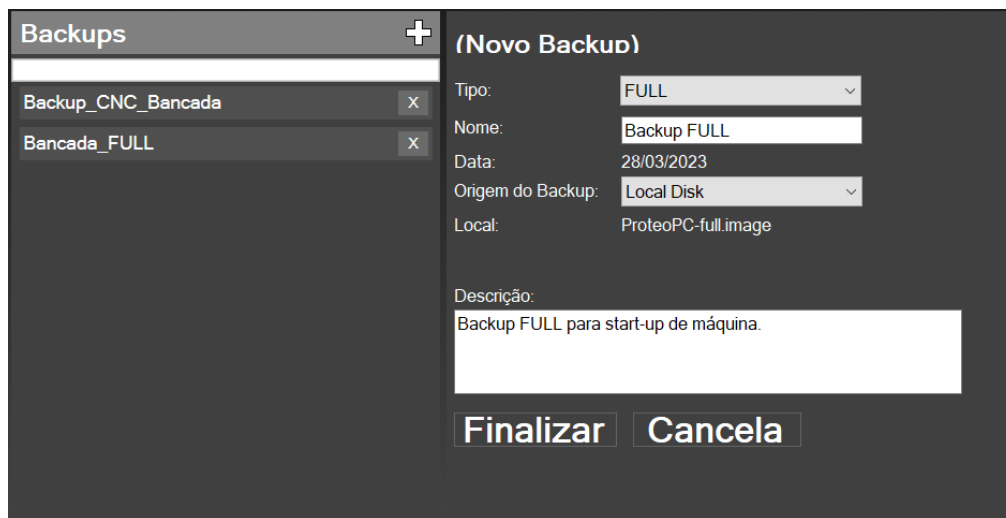 Backups
Backup_CNC_Bancada X
Bancada_FULL X
(Novo Backup)
Tipo: FULL
Nome: Backup FULL
Data: 28/03/2023
Origem do Backup: Local Disk
Local: ProteoPC-full.image
Descrição:
Backup FULL para start-up de máquina.
Finalizar Cancela